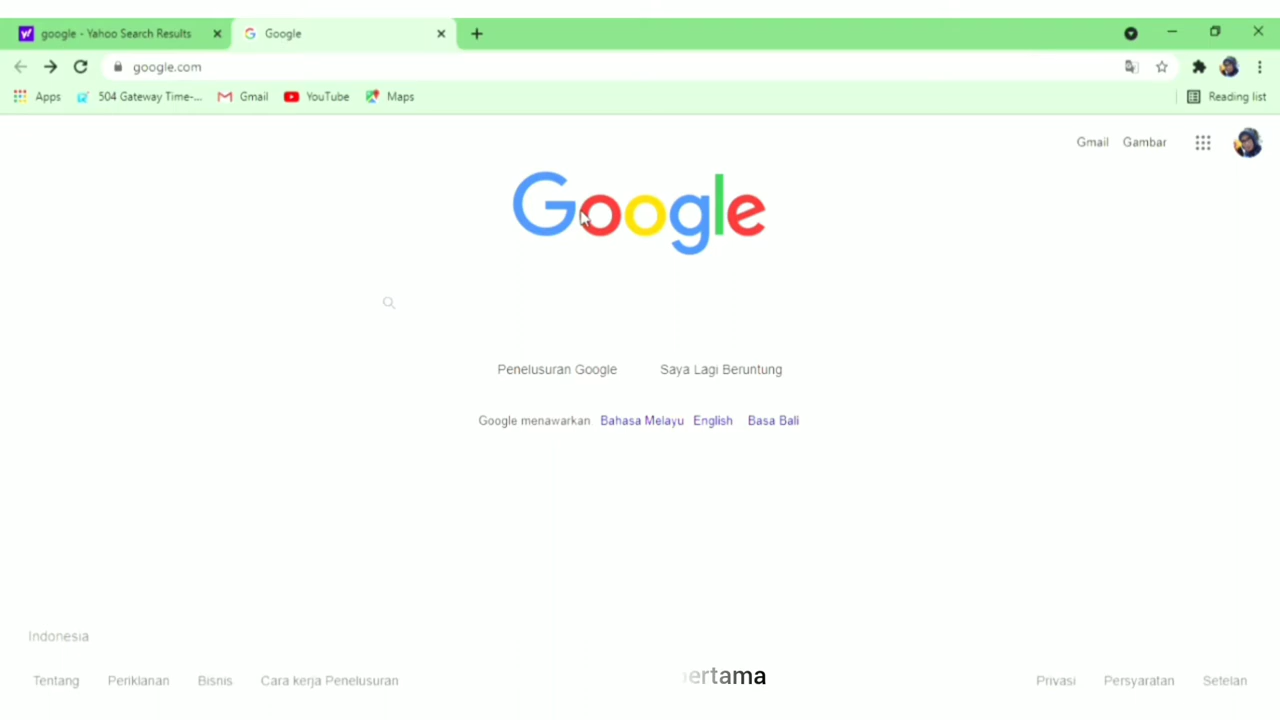 google - Yahoo Search Results
Google
google.com
Apps
504 Gateway Time-...
Gmail
YouTube
Maps
Reading list
Gmail
Gambar
Google
Penelusuran Google
Saya Lagi Beruntung
Google menawarkan Bahasa Melayu English Basa Bali
Indonesia
Tentang
Periklanan
Bisnis
Cara kerja Penelusuran
ertama
Privasi
Persyaratan
Setelan